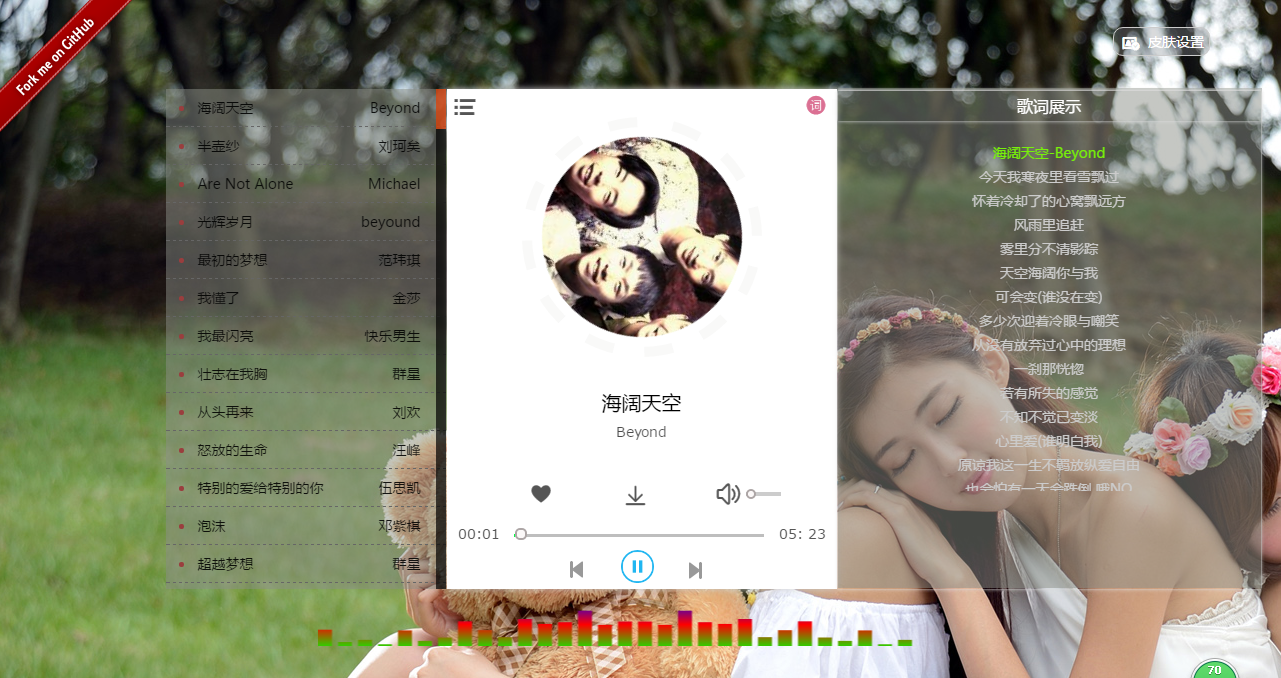 Fork me on GitHub
皮肤设置
海阔天空 Beyond
半壶纱 刘珂矣
Are Not Alone Michael
光辉岁月 beyound
最初的梦想 范玮琪
我懂了 金莎
我最闪亮 快乐男生
壮志在我胸 群星
从头再来 刘欢
怒放的生命 汪峰
特别的爱给特别的你 伍思凯
泡沫 邓紫棋
超越梦想 群星
词
海阔天空
Beyond
00:01
05: 23
歌词展示
海阔天空-Beyond
今天我寒夜里看雪飘过
怀着冷却了的心窝飘远方
风雨里追赶
雾里分不清影踪
天空海阔你与我
可会变(谁没在变)
多少次迎着冷眼与嘲笑
从没有放弃过心中的理想
一刹那恍惚
若有所失的感觉
不知不觉已变淡
心里爱(谁明白我)
原谅我这一生不羁放纵爱自由
也会怕有一天会跌倒 哦NO
70